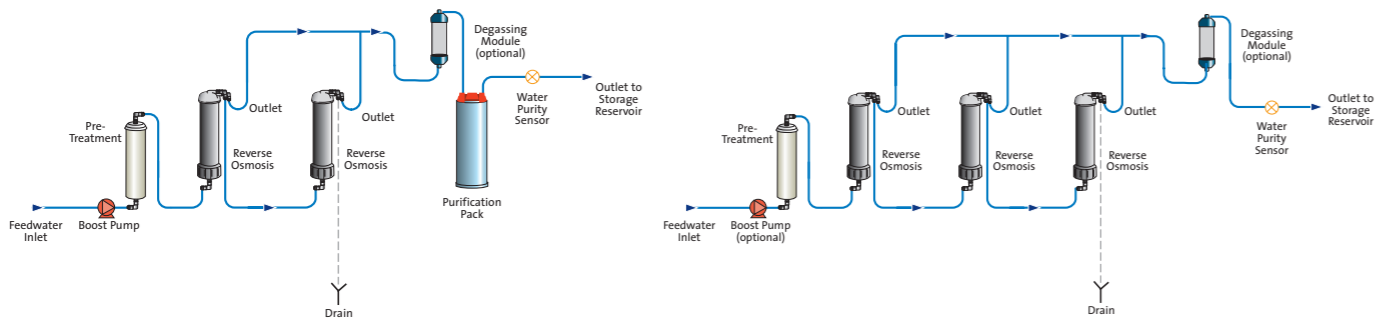 Degassing
Module
(optional)
Outlet
Outlet
Outlet to
Storage
Reservoir
Water
Purity
Sensor
Pre-
Treatment
Reverse
Osmosis
Reverse
Osmosis
Purification
Pack
Feedwater
Inlet
Boost Pump
Drain
Degassing
Module
(optional)
Outlet
Outlet
Outlet
Outlet to
Storage
Reservoir
Water
Purity
Sensor
Pre-
Treatment
Reverse
Osmosis
Reverse
Osmosis
Reverse
Osmosis
Feedwater
Inlet
Boost Pump
(optional)
Drain